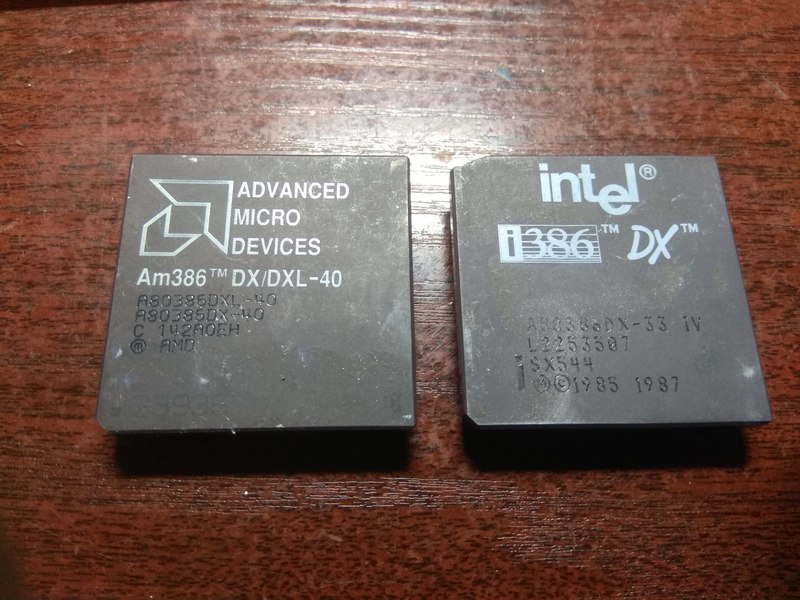 ADVANCED
MICRO
DEVICES
Am386™ DX/DXL-40
A80386DXL-40
A80386DX-40
C 142A0EH
® AMD
intel®
i386™ DX™
A80386DX-33 IV
L2253507
SX544
©1985 1987